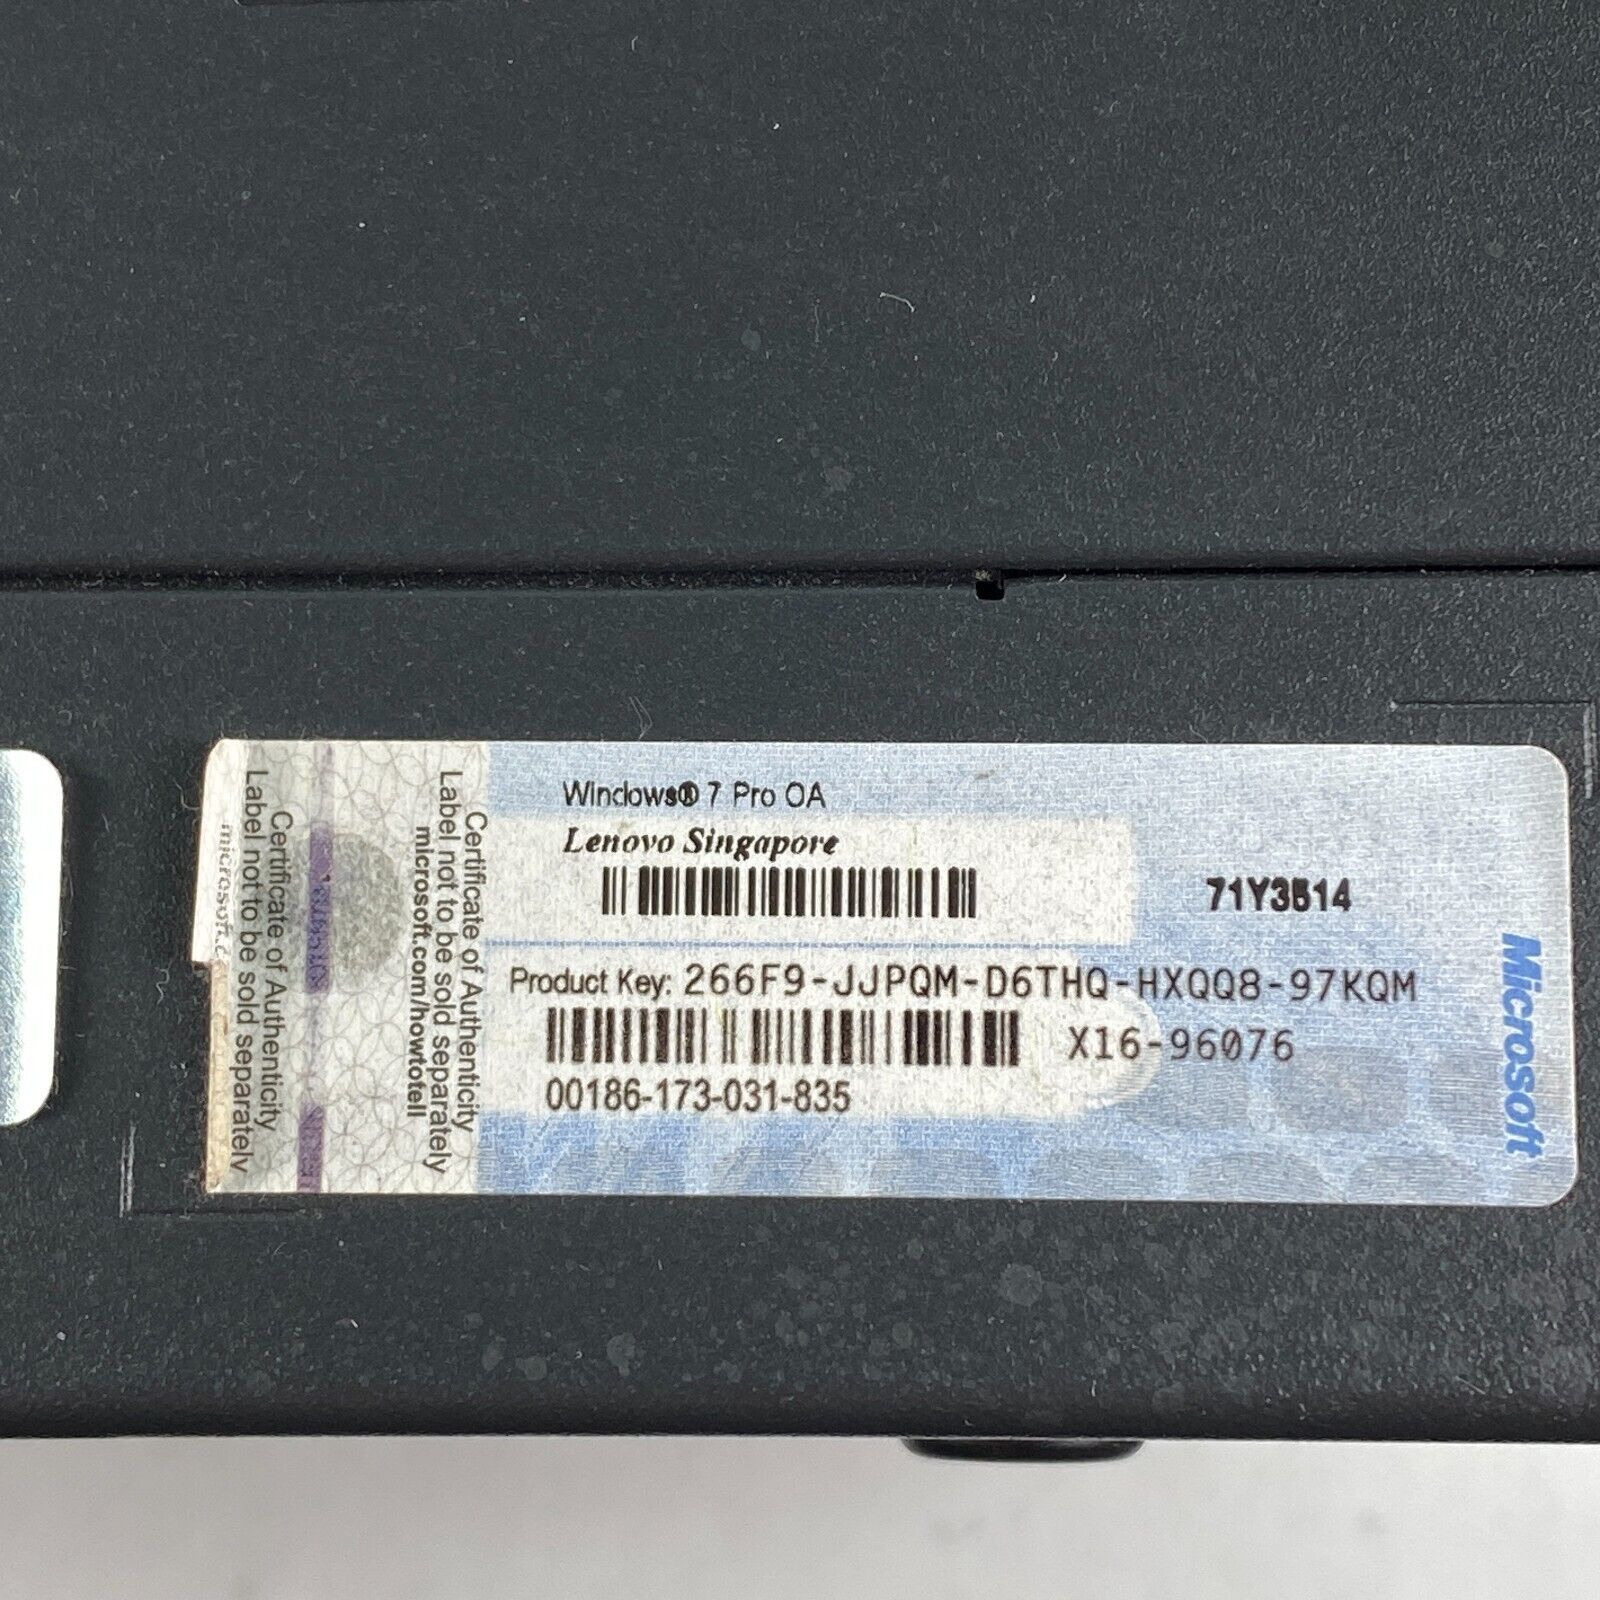 Windows® 7 Pro OA
Lenovo Singapore
71Y3514
Product Key: 266F9-JJPQM-D6THQ-HXQQ8-97KQM
X16-96076
00186-173-031-835
Microsoft
Certificate of Authenticity
Label not to be sold separately
microsoft.com/howtotell
Certificate of Authenticity
Label not to be sold separately